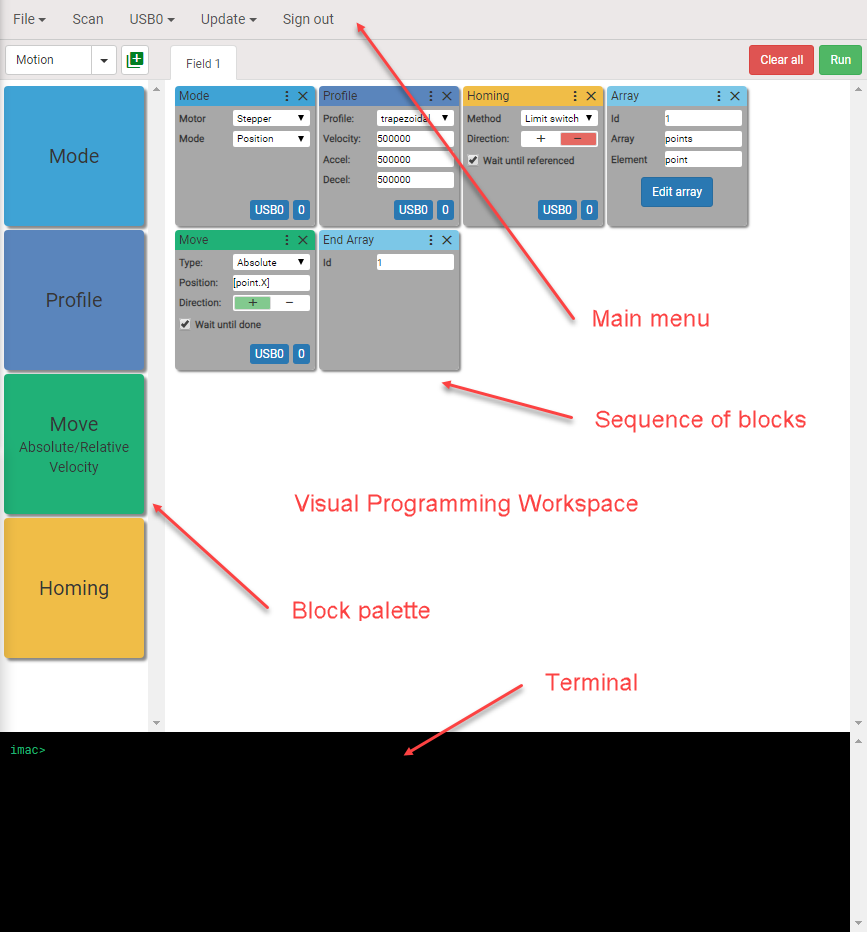 File Scan USB0 Update Sign out
Motion Field 1 Clear all Run
Mode
Profile
Move
Absolute/Relative
Velocity
Homing
Mode
Motor Stepper
Mode Position
USB0 0
Profile
Profile: trapezoidal
Velocity: 500000
Accel: 500000
Decel: 500000
USB0 0
Homing
Method Limit switch
Direction: + −
Wait until referenced
USB0 0
Array
Id 1
Array points
Element point
Edit array
Move
Type: Absolute
Position: [point.X]
Direction: + −
Wait until done
USB0 0
End Array
Id 1
Main menu
Sequence of blocks
Visual Programming Workspace
Block palette
Terminal
imac>